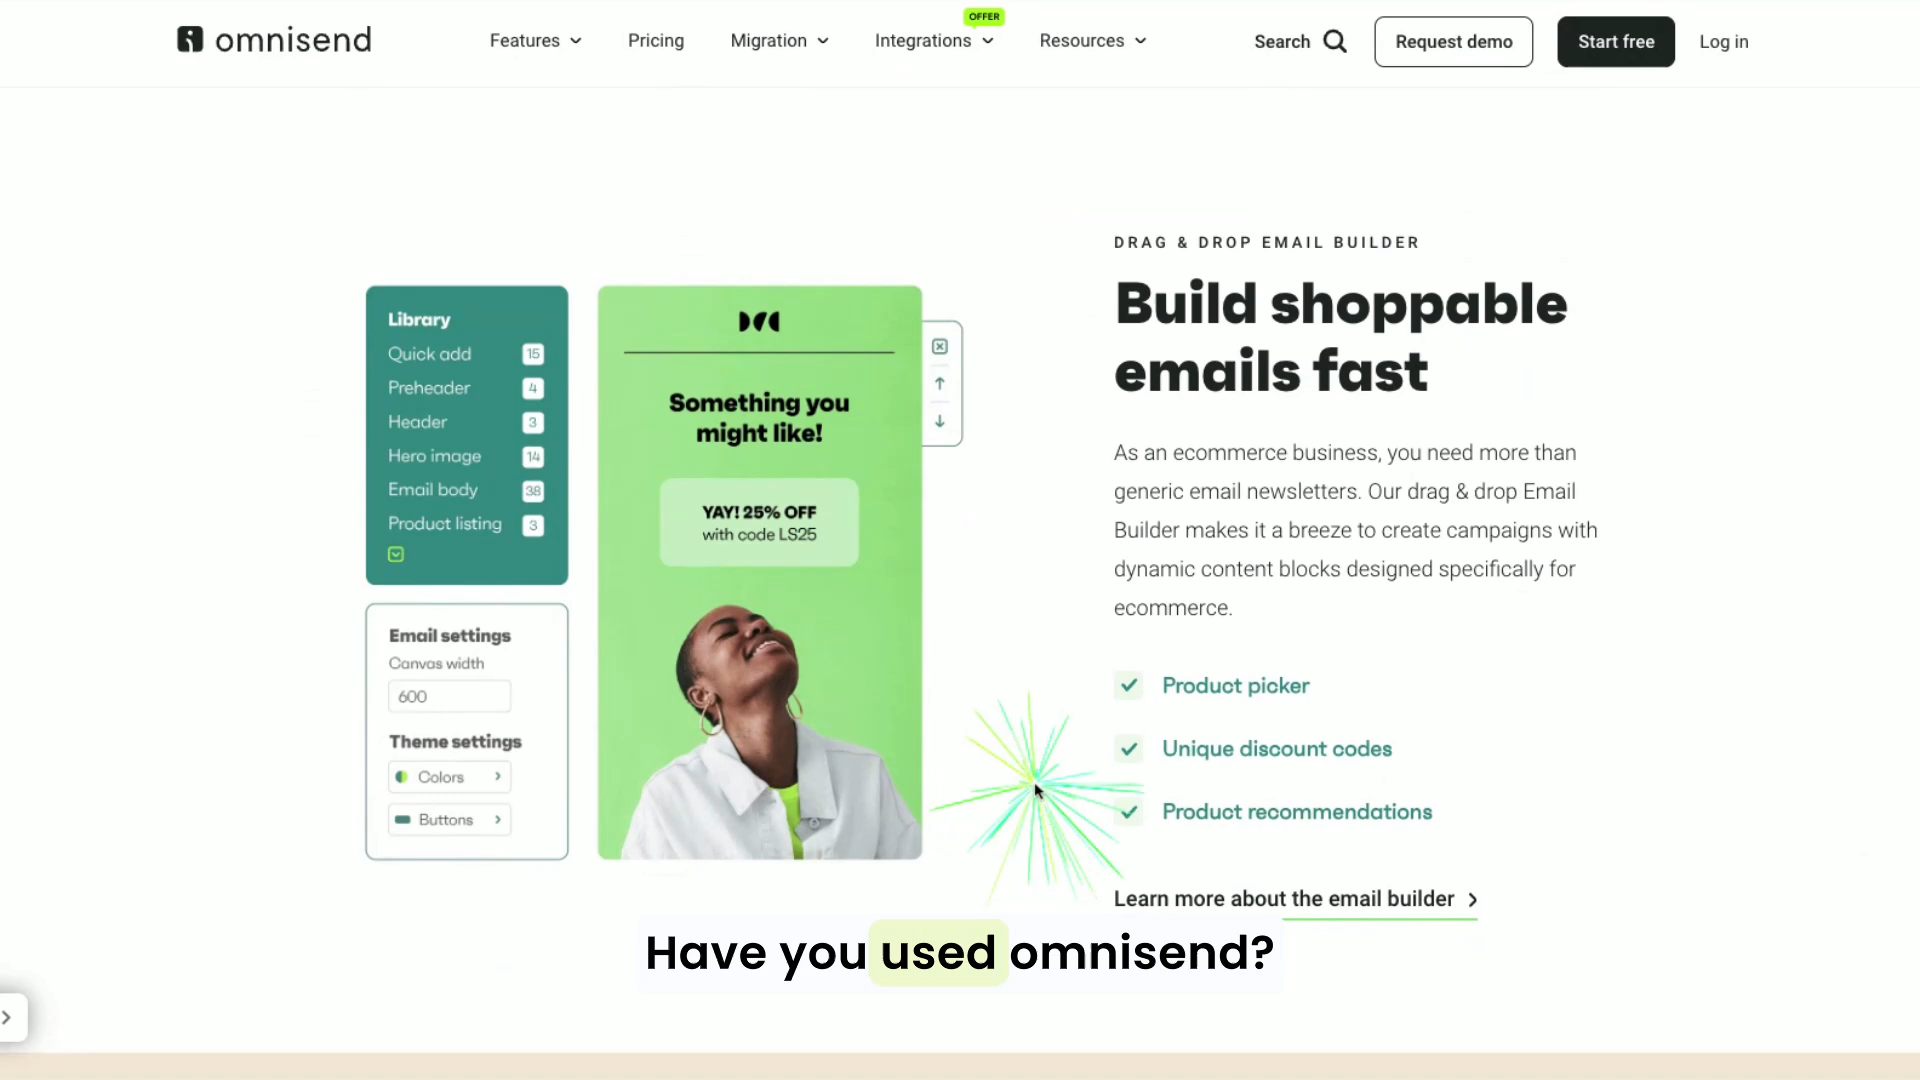 omnisend
Features
Pricing
Migration
OFFER
Integrations
Resources
Search
Request demo
Start free
Log in
Library
Quick add 15
Preheader 4
Header 3
Hero image 14
Email body 38
Product listing 3
Email settings
Canvas width
600
Theme settings
Colors
Buttons
Something you
might like!
YAY! 25% OFF
with code LS25
DRAG & DROP EMAIL BUILDER
Build shoppable
emails fast
As an ecommerce business, you need more than
generic email newsletters. Our drag & drop Email
Builder makes it a breeze to create campaigns with
dynamic content blocks designed specifically for
ecommerce.
Product picker
Unique discount codes
Product recommendations
Learn more about the email builder
Have you used omnisend?